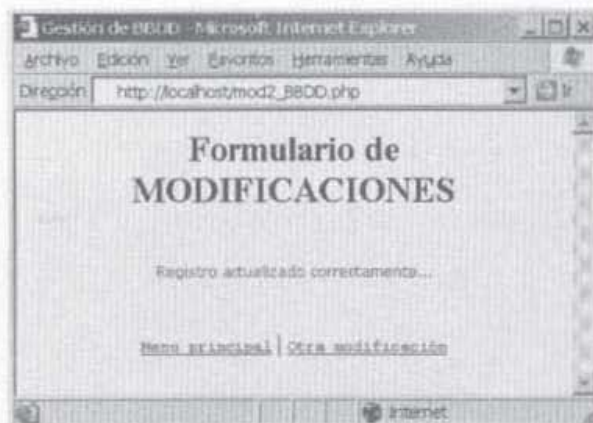 Gestión de BBDD - Microsoft Internet Explorer
Archivo Edición Ver Favoritos Herramientas Ayuda
Dirección http://localhost/mod2_BBDD.php Ir
Formulario de
MODIFICACIONES
Registro actualizado correctamente...
Menu principal | Otra modificación
Internet